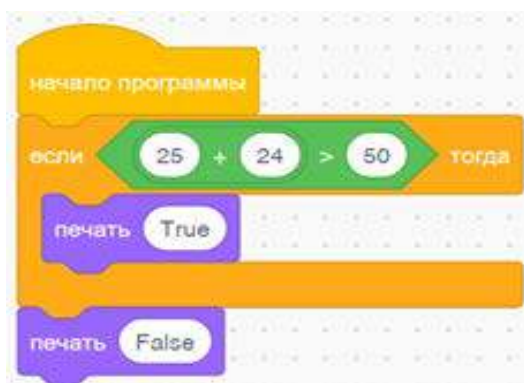 начало программы
если 25 + 24 > 50 тогда
печать True
печать False